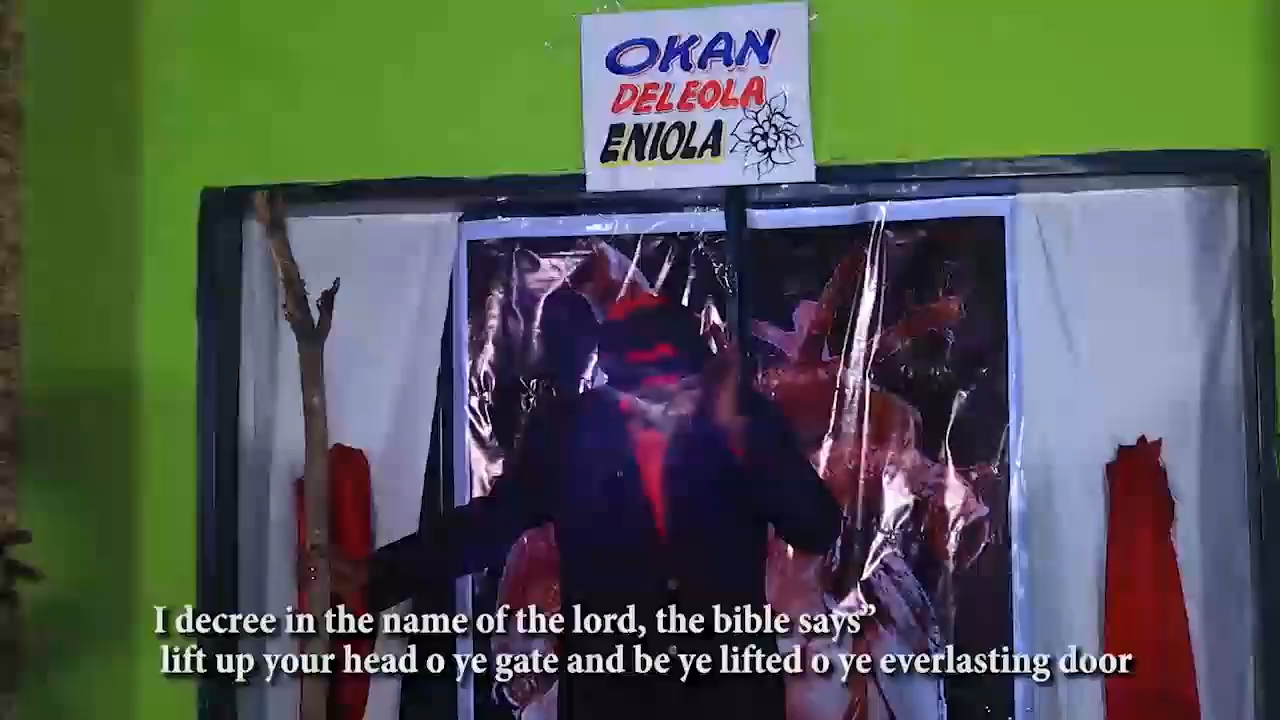 OKAN
DELEOLA
ENIOLA
I decree in the name of the lord, the bible says”
lift up your head o ye gate and be ye lifted o ye everlasting door